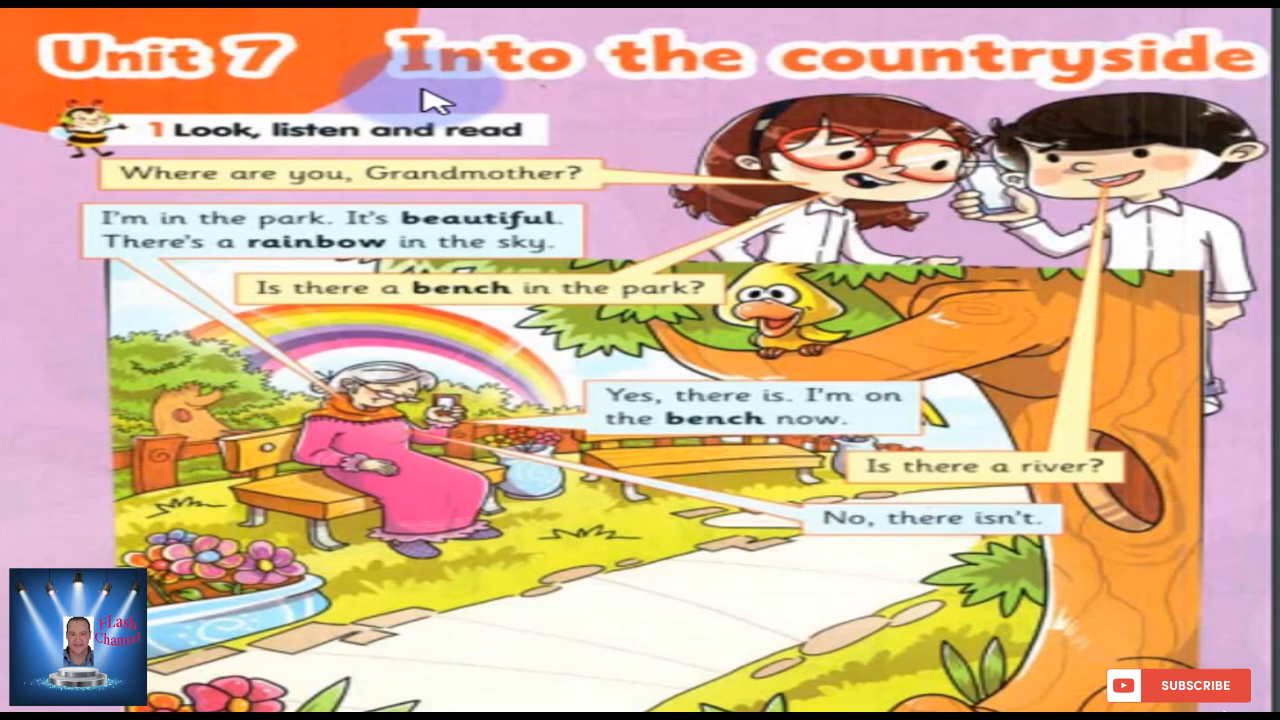 Unit 7 Into the countryside
1 Look, listen and read
Where are you, Grandmother?
I'm in the park. It's beautiful.
There's a rainbow in the sky.
Is there a bench in the park?
Yes, there is. I'm on
the bench now.
Is there a river?
No, there isn't.
FLash
Channel
SUBSCRIBE